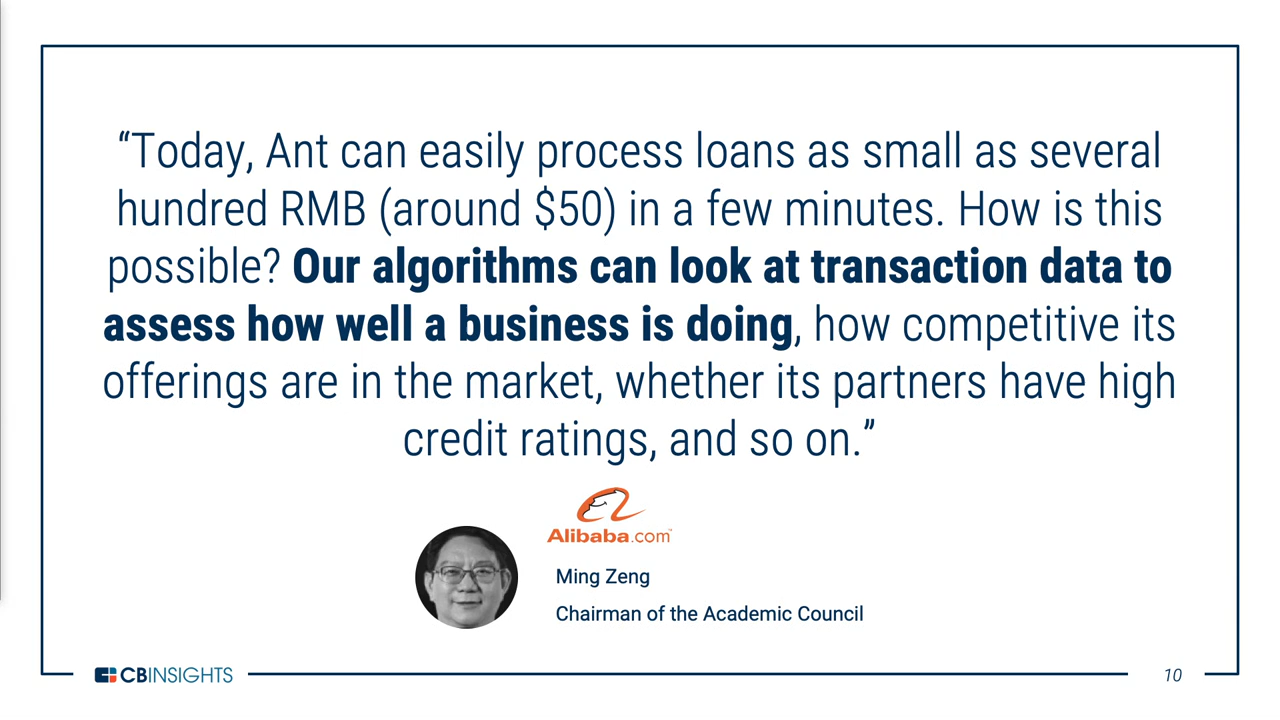 “Today, Ant can easily process loans as small as several
hundred RMB (around $50) in a few minutes. How is this
possible? Our algorithms can look at transaction data to
assess how well a business is doing, how competitive its
offerings are in the market, whether its partners have high
credit ratings, and so on.”
Alibaba.com™
Ming Zeng
Chairman of the Academic Council
CBINSIGHTS
10